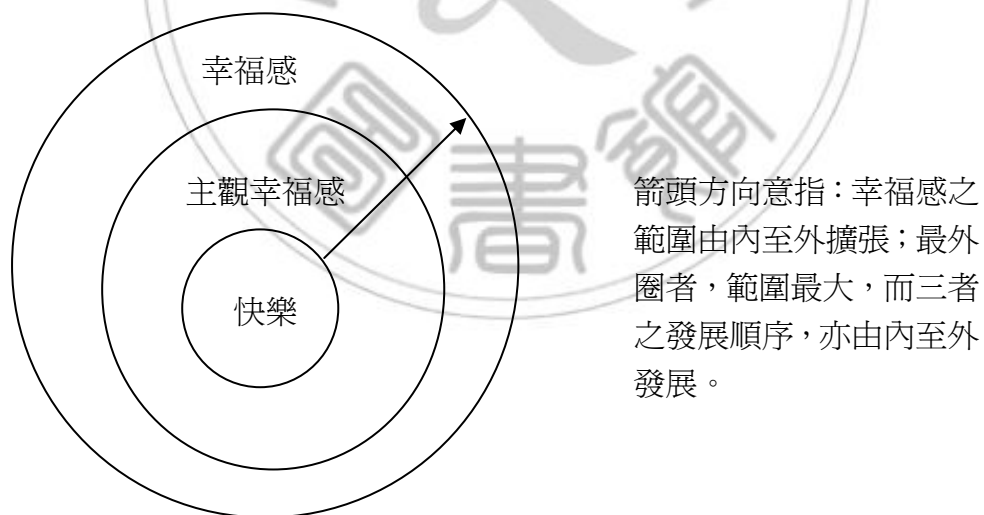 幸福感
主觀幸福感
快樂
箭頭方向意指：幸福感之
範圍由內至外擴張；最外
圈者，範圍最大，而三者
之發展順序，亦由內至外
發展。